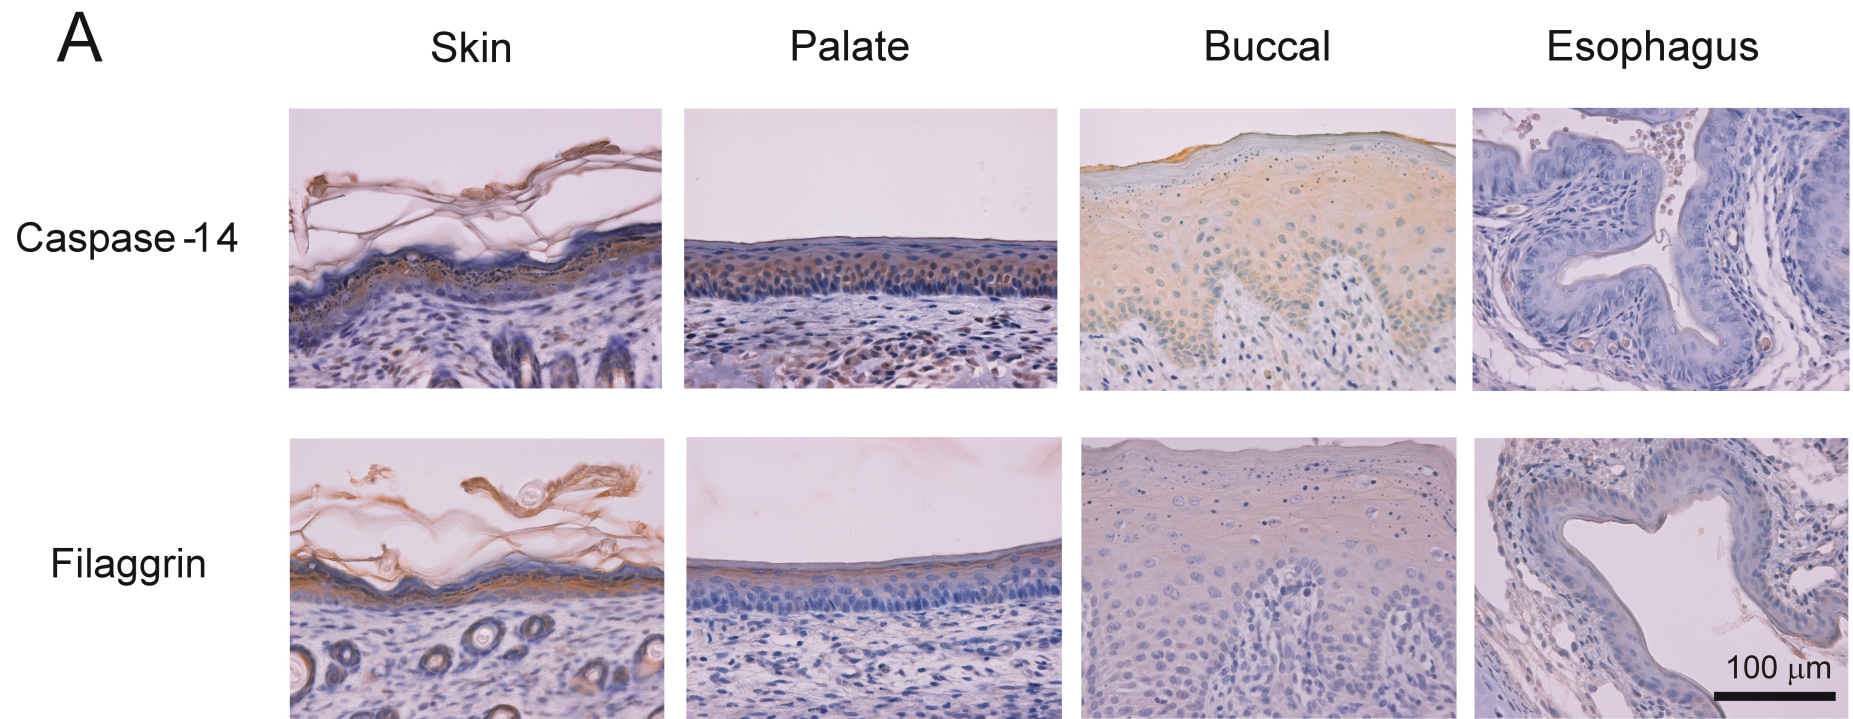 A
Skin
Palate
Buccal
Esophagus
Caspase-14
Filaggrin
100 μm